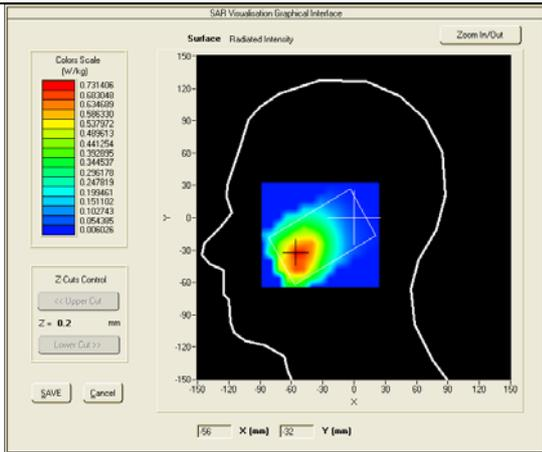 SAR Visualisation Graphical Interface
Surface Radiated Intensity
Zoom In/Out
Colors Scale
(W/kg)
0.731406
0.683048
0.634689
0.586330
0.537972
0.489613
0.441254
0.392895
0.344537
0.296178
0.247819
0.199461
0.151102
0.102743
0.054385
0.006026
Z Cuts Control
<< Upper Cut
Z = 0.2 mm
Lower Cut >>
SAVE Cancel
150-
120-
90-
60-
30-
0-
-30-
-60-
-90-
-120-
-150-
Y
-150 -120 -90 -60 -30 0 30 60 90 120 150
X
-56 X (mm) -32 Y (mm)